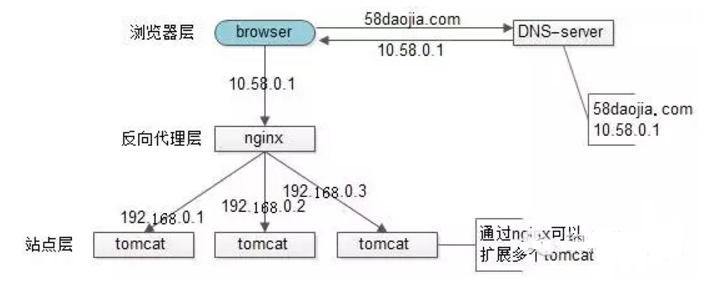 58daojia.com
浏览器层
browser
DNS-server
10.58.0.1
10.58.0.1
58daojia.com
10.58.0.1
反向代理层
nginx
192.168.0.3
192.168.0.2
192.168.0.1
站点层
tomcat
tomcat
tomcat
通过nginx可以
扩展多个tomcat